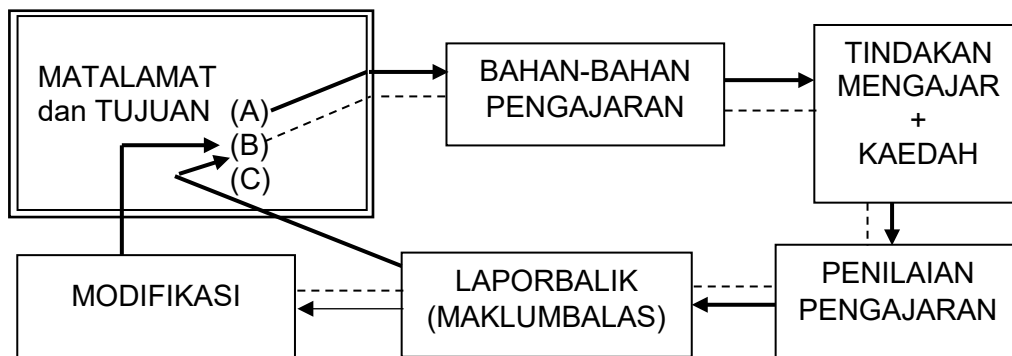 MATALAMAT
dan TUJUAN (A)
(B)
(C)
BAHAN-BAHAN
PENGAJARAN
TINDAKAN
MENGAJAR
+
KAEDAH
PENILAIAN
PENGAJARAN
LAPORBALIK
(MAKLUMBALAS)
MODIFIKASI